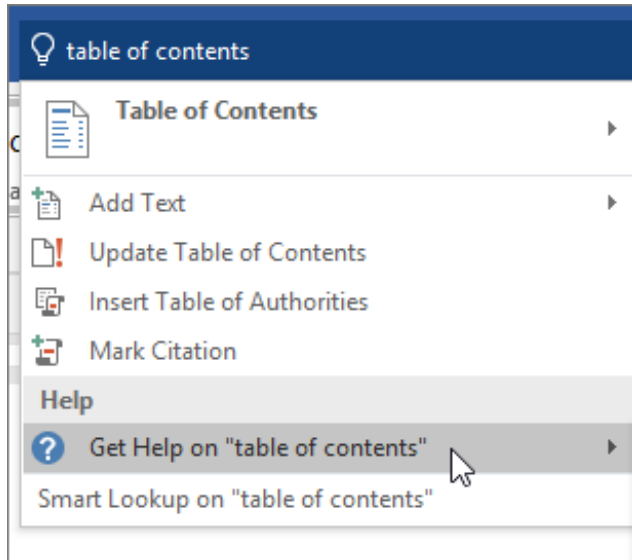 table of contents
Table of Contents
Add Text
Update Table of Contents
Insert Table of Authorities
Mark Citation
Help
Get Help on "table of contents"
Smart Lookup on "table of contents"